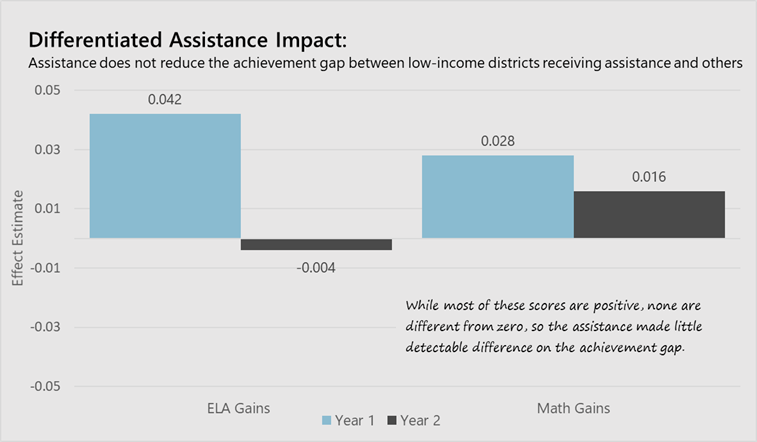 Differentiated Assistance Impact:
Assistance does not reduce the achievement gap between low-income districts receiving assistance and others
0.05
0.03
0.01
-0.01
-0.03
-0.05
Effect Estimate
0.042
-0.004
0.028
0.016
While most of these scores are positive, none are
different from zero, so the assistance made little
detectable difference on the achievement gap.
ELA Gains
Math Gains
Year 1
Year 2